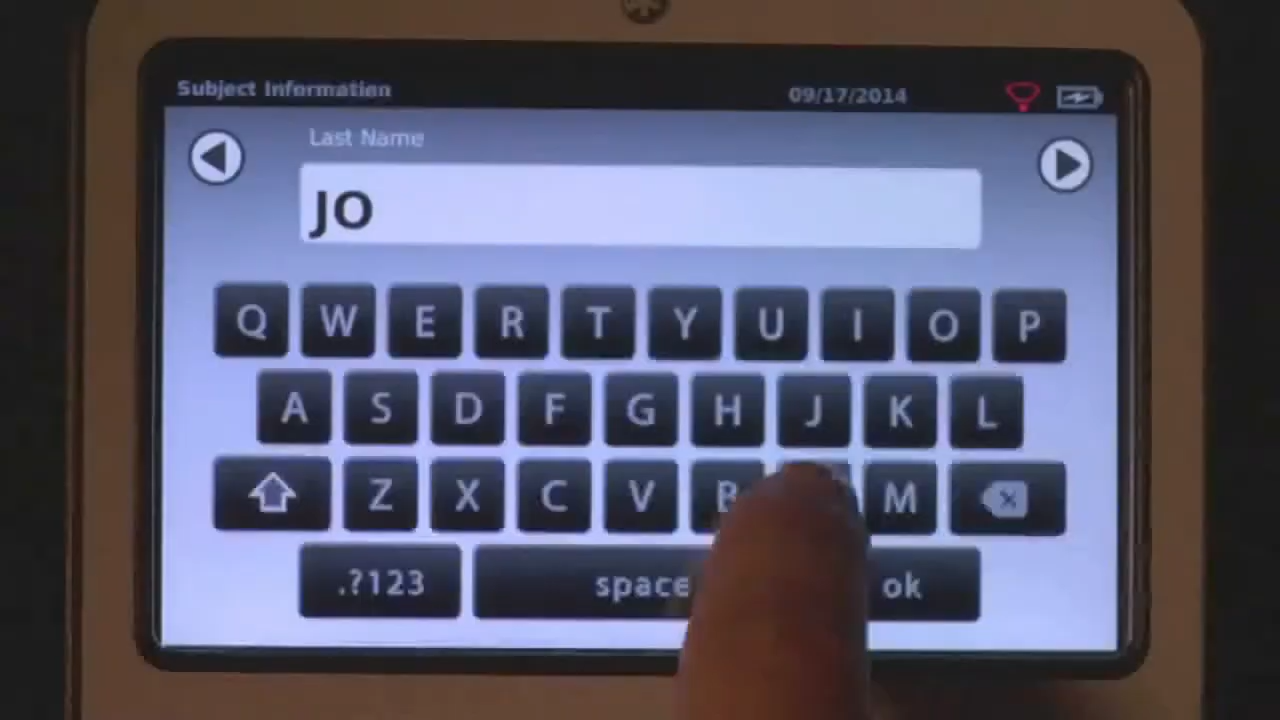 Subject Information 09/17/2014
Last Name
JO
Q W E R T Y U I O P
A S D F G H J K L
Z X C V B M
.?123 space ok